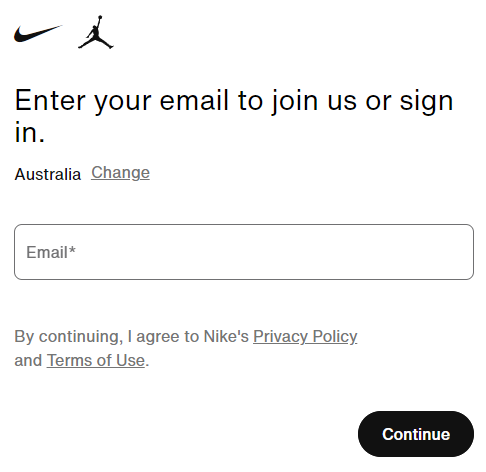 Enter your email to join us or sign
in.
Australia Change
Email*
By continuing, I agree to Nike's Privacy Policy
and Terms of Use.
Continue